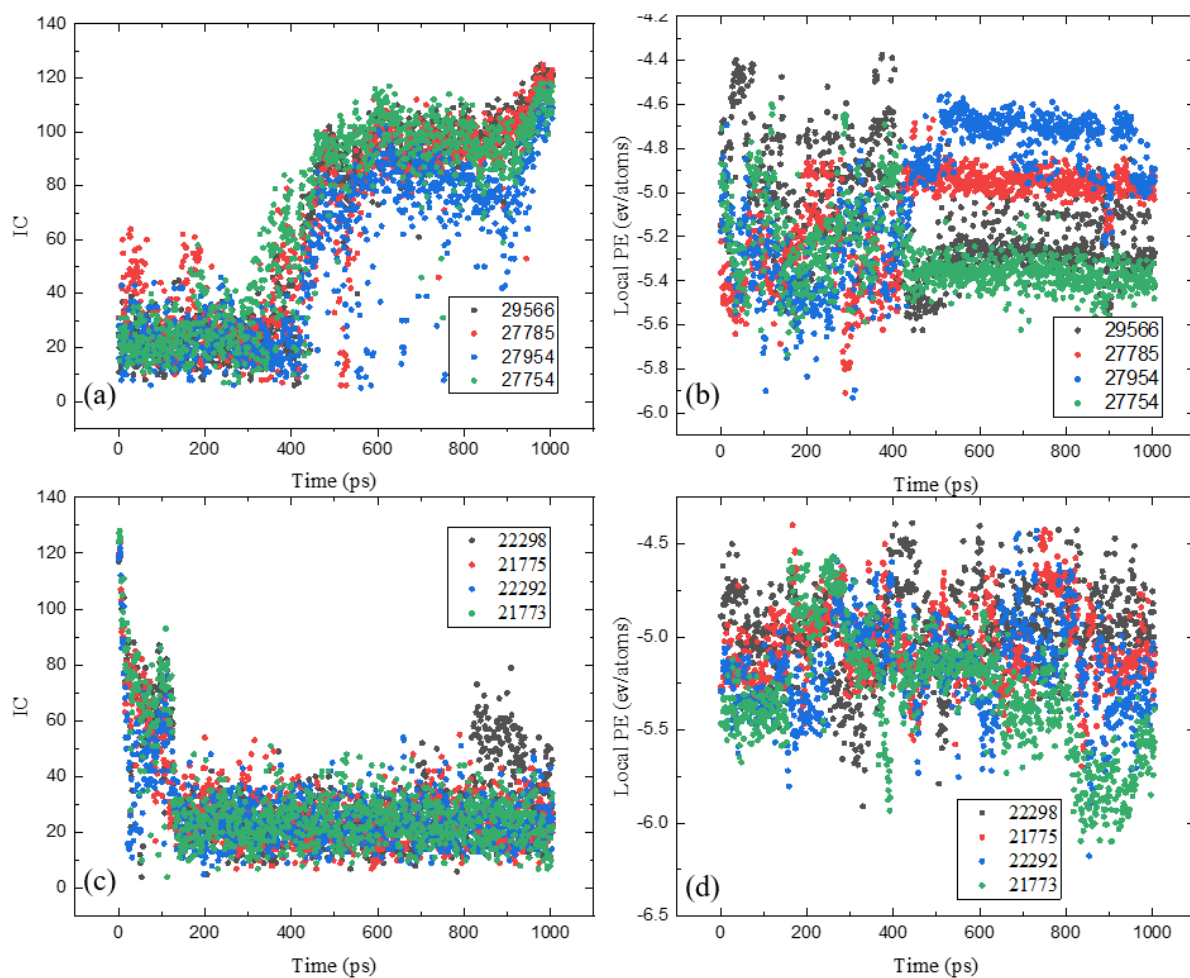 140
120
100
80
60
40
20
0
IC
29566
27785
27954
27754
(a)
0 200 400 600 800 1000
Time (ps)
-4.2
-4.4
-4.6
-4.8
-5.0
-5.2
-5.4
-5.6
-5.8
-6.0
Local PE (ev/atoms)
29566
27785
27954
27754
(b)
0 200 400 600 800 1000
Time (ps)
140
120
100
80
60
40
20
0
IC
22298
21775
22292
21773
(c)
0 200 400 600 800 1000
Time (ps)
-4.5
-5.0
-5.5
-6.0
-6.5
Local PE (ev/atoms)
22298
21775
22292
21773
(d)
0 200 400 600 800 1000
Time (ps)